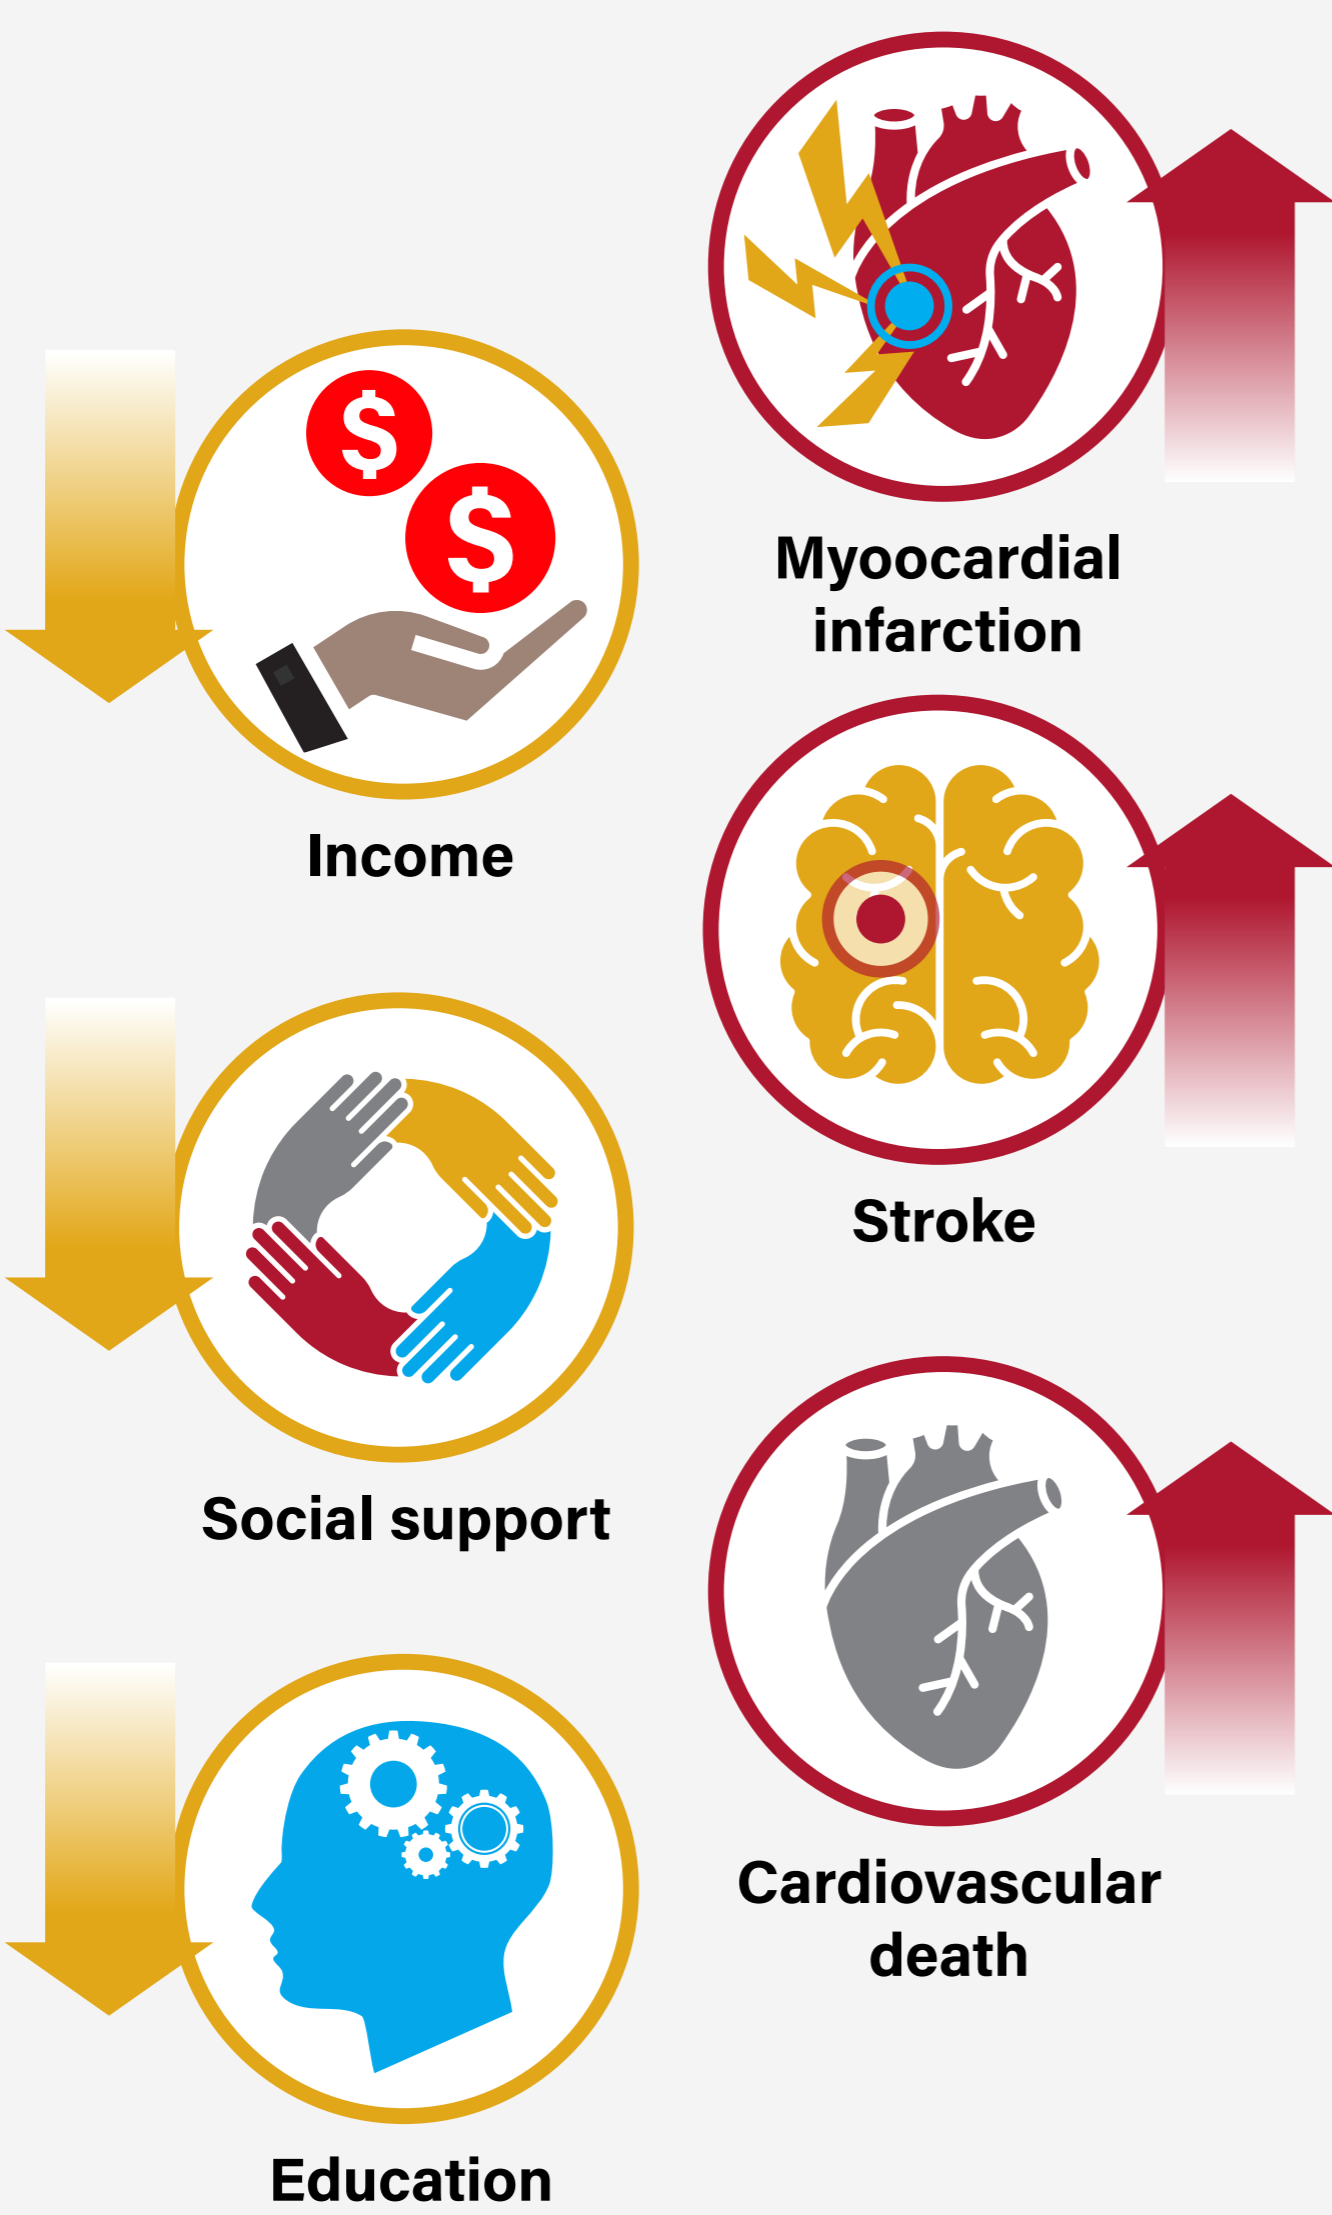 $
$
Income
Social support
Education
Myoocardial
infarction
Stroke
Cardiovascular
death